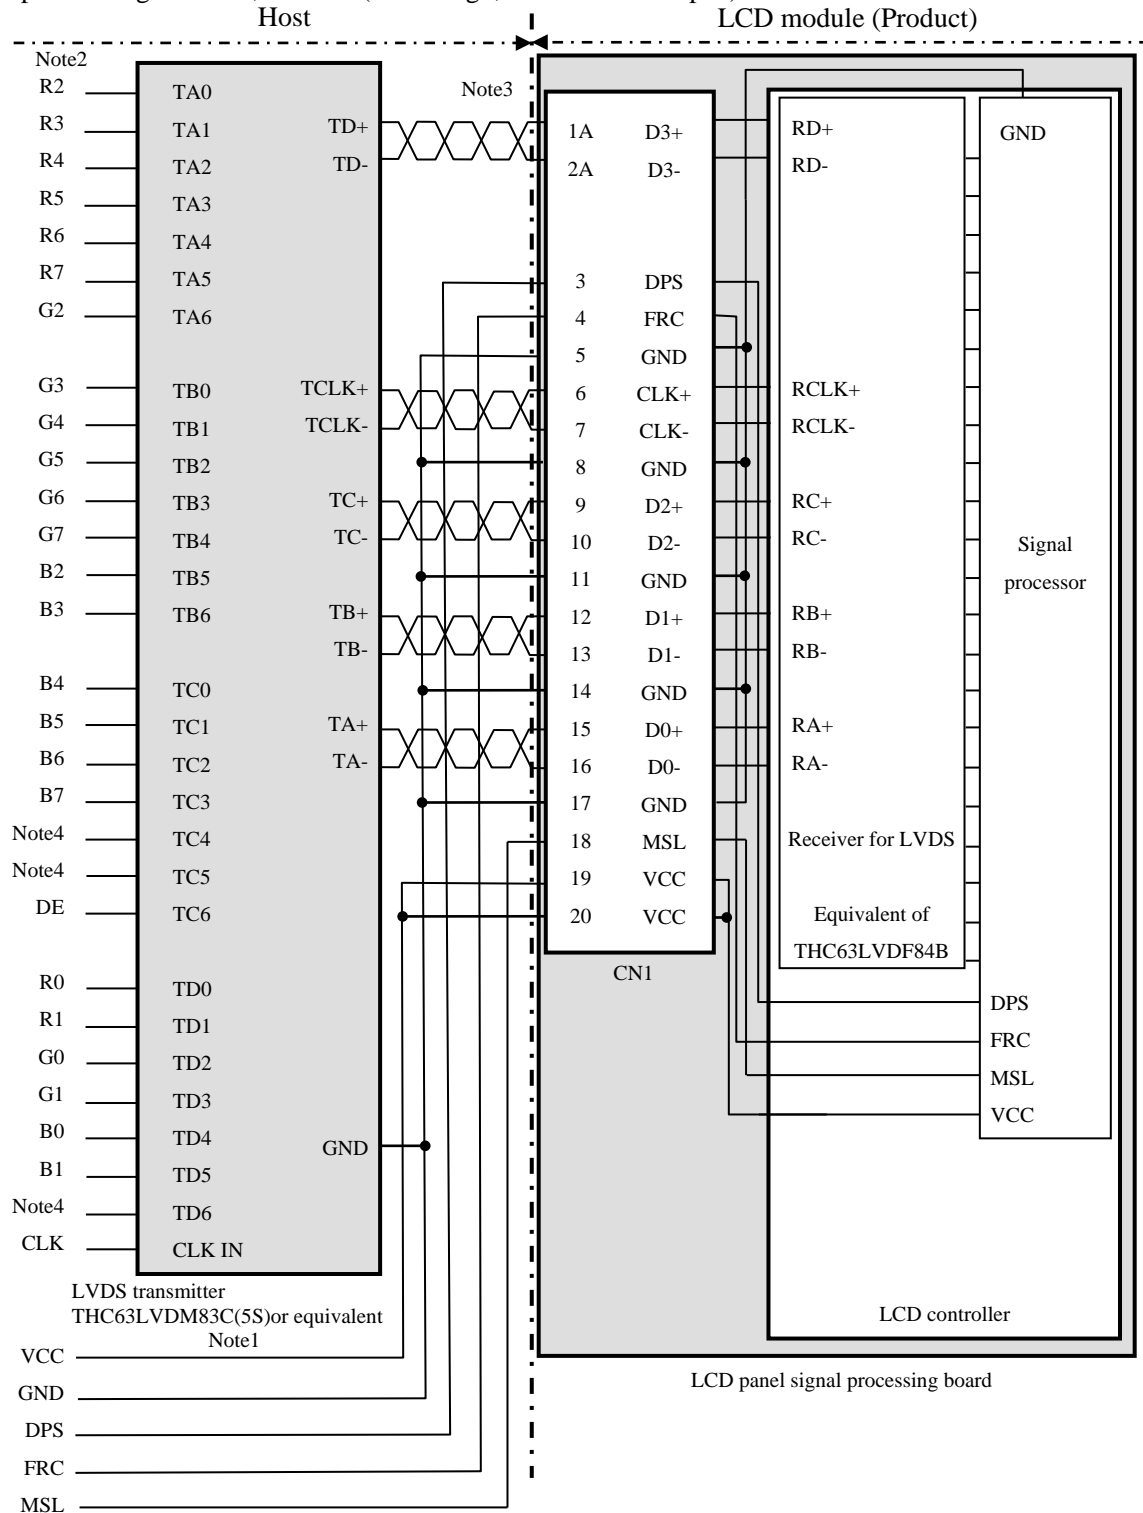 Host
LCD module (Product)
Note2
R2
R3
R4
R5
R6
R7
G2
G3
G4
G5
G6
G7
B2
B3
B4
B5
B6
B7
Note4
Note4
DE
R0
R1
G0
G1
B0
B1
Note4
CLK
TA0
TA1
TA2
TA3
TA4
TA5
TA6
TB0
TB1
TB2
TB3
TB4
TB5
TB6
TC0
TC1
TC2
TC3
TC4
TC5
TC6
TD0
TD1
TD2
TD3
TD4
TD5
TD6
CLK IN
TD+
TD-
TCLK+
TCLK-
TC+
TC-
TB+
TB-
TA+
TA-
GND
LVDS transmitter
THC63LVDM83C(5S)or equivalent
Note1
VCC
GND
DPS
FRC
MSL
Note3
1A D3+
2A D3-
3 DPS
4 FRC
5 GND
6 CLK+
7 CLK-
8 GND
9 D2+
10 D2-
11 GND
12 D1+
13 D1-
14 GND
15 D0+
16 D0-
17 GND
18 MSL
19 VCC
20 VCC
CN1
RD+
RD-
RCLK+
RCLK-
RC+
RC-
RB+
RB-
RA+
RA-
Receiver for LVDS
Equivalent of
THC63LVDF84B
GND
Signal
processor
DPS
FRC
MSL
VCC
LCD controller
LCD panel signal processing board